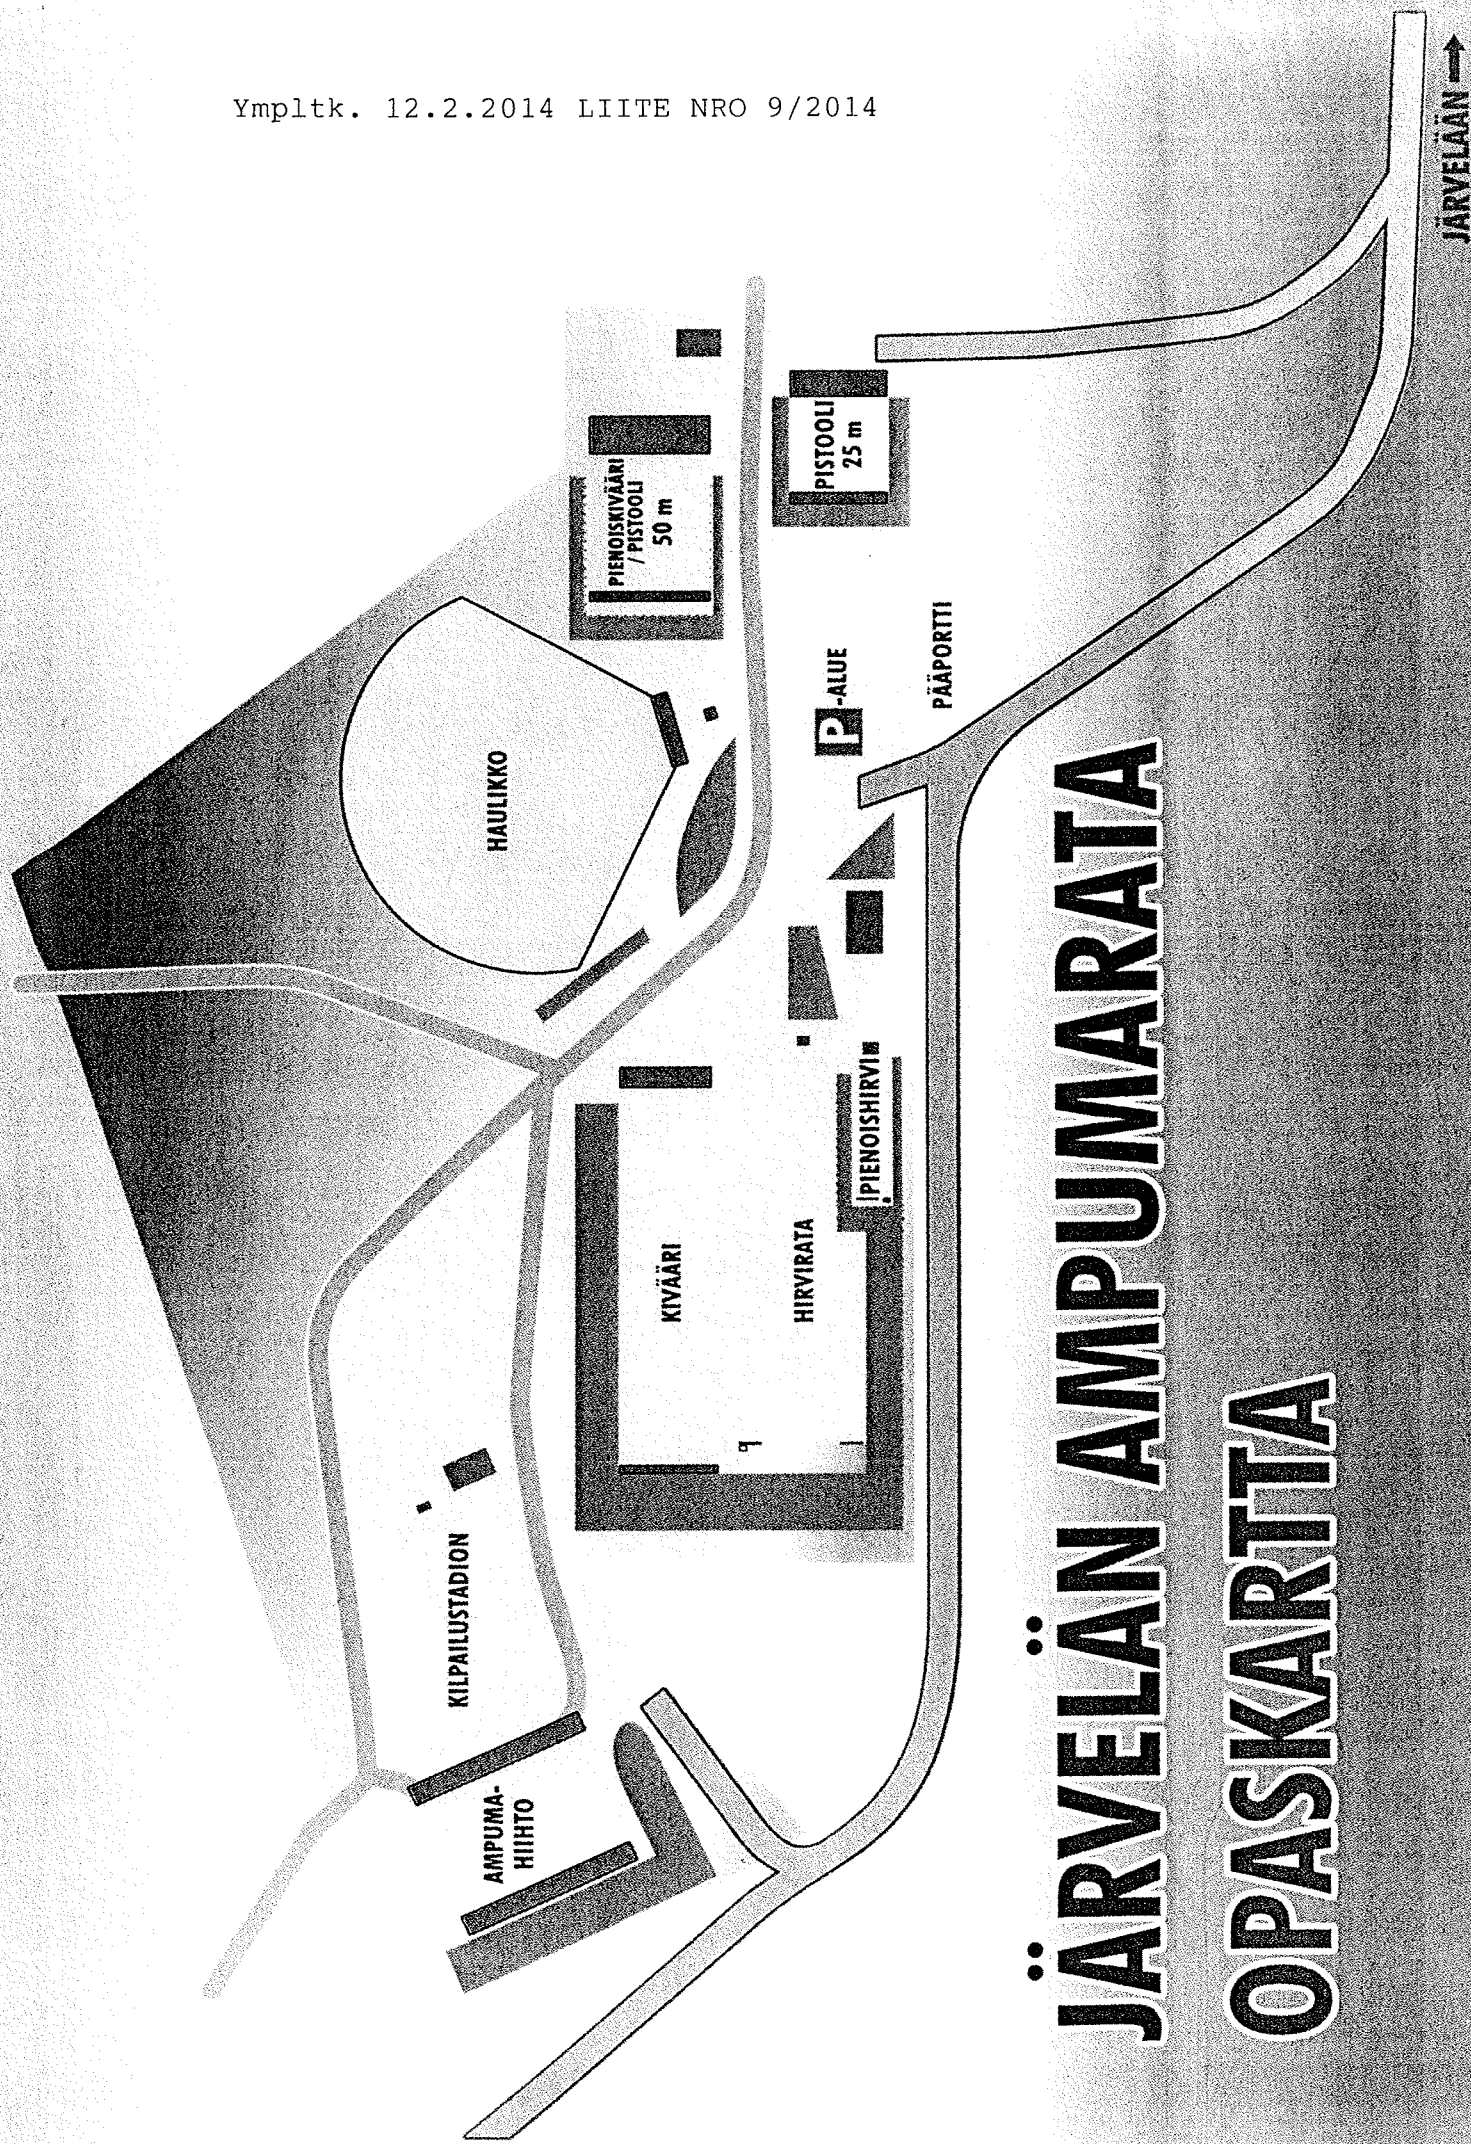 Ympltk. 12.2.2014 LIITE NRO 9/2014
JÄRVELÄÄN
PIENOISKIVÄÄRI
/ PISTOOLI
50 m
PISTOOLI
25 m
HAULIKKO
P-ALUE
PÄÄPORTTI
KIVÄÄRI
HIRVIRATA
PIENOISHIRVI
KILPAILUSTADION
AMPUMA-
HIIHTO
JÄRVELÄN AMPUMARATA
OPASKARTTA